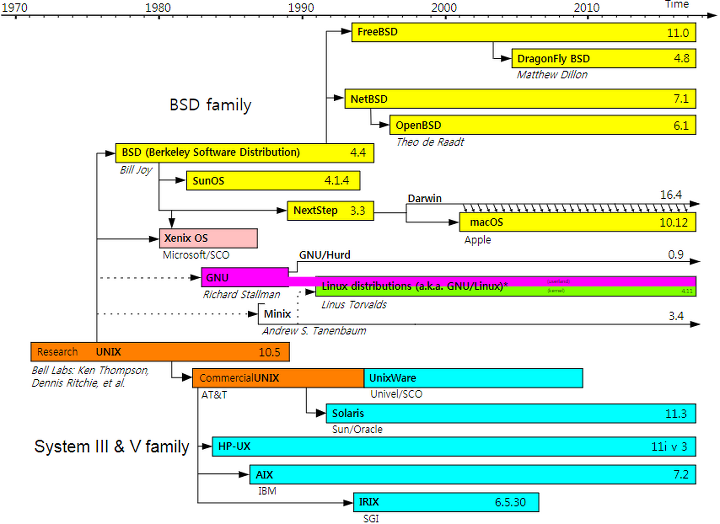 1970 1980 1990 2000 2010 Time
FreeBSD 11.0
DragonFly BSD 4.8
Matthew Dillon
BSD family
NetBSD 7.1
OpenBSD 6.1
Theo de Raadt
BSD (Berkeley Software Distribution) 4.4
Bill Joy
SunOS 4.1.4
Darwin 16.4
NextStep 3.3
macOS 10.12
Apple
Xenix OS
Microsoft/SCO
GNU/Hurd 0.9
GNU
Richard Stallman
Linux distributions (a.k.a. GNU/Linux)*
(kernel) 4.11
Linus Torvalds
Minix 3.4
Andrew S. Tanenbaum
Research UNIX 10.5
Bell Labs: Ken Thompson,
Dennis Ritchie, et al.
CommercialUNIX UnixWare
AT&T Univel/SCO
Solaris 11.3
Sun/Oracle
System III & V family
HP-UX 11i v 3
AIX 7.2
IBM
IRIX 6.5.30
SGI